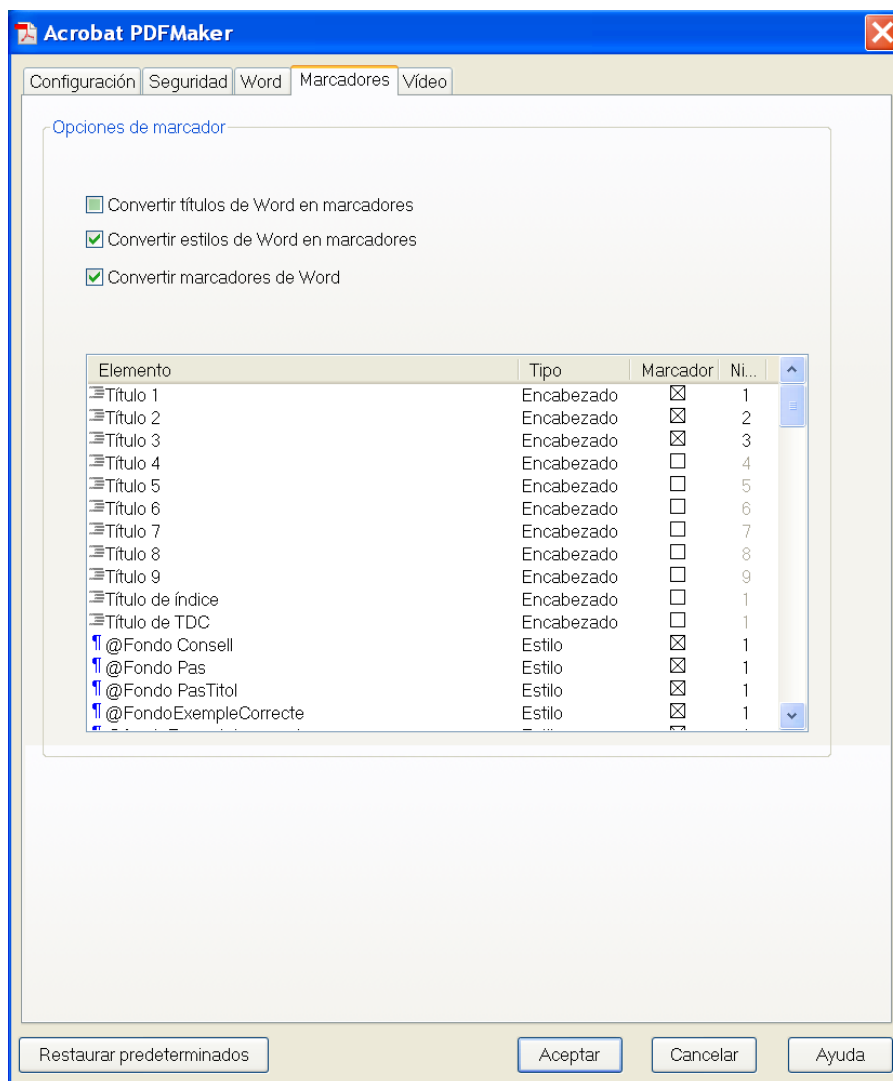 Acrobat PDFMaker
Configuración Seguridad Word Marcadores Vídeo
Opciones de marcador
Convertir títulos de Word en marcadores
Convertir estilos de Word en marcadores
Convertir marcadores de Word
Elemento Tipo Marcador Ni...
Título 1 Encabezado 1
Título 2 Encabezado 2
Título 3 Encabezado 3
Título 4 Encabezado 4
Título 5 Encabezado 5
Título 6 Encabezado 6
Título 7 Encabezado 7
Título 8 Encabezado 8
Título 9 Encabezado 9
Título de índice Encabezado 1
Título de TDC Encabezado 1
¶ @Fondo Consell Estilo 1
¶ @Fondo Pas Estilo 1
¶ @Fondo PasTitol Estilo 1
¶ @FondoExempleCorrecte Estilo 1
Restaurar predeterminados Aceptar Cancelar Ayuda